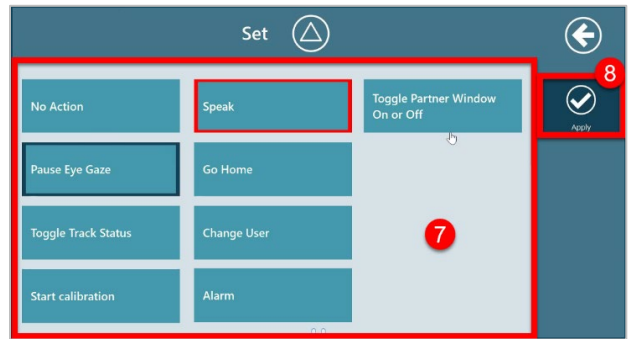 Set
8
No Action
Speak
Toggle Partner Window
On or Off
Apply
Pause Eye Gaze
Go Home
Toggle Track Status
Change User
7
Start calibration
Alarm